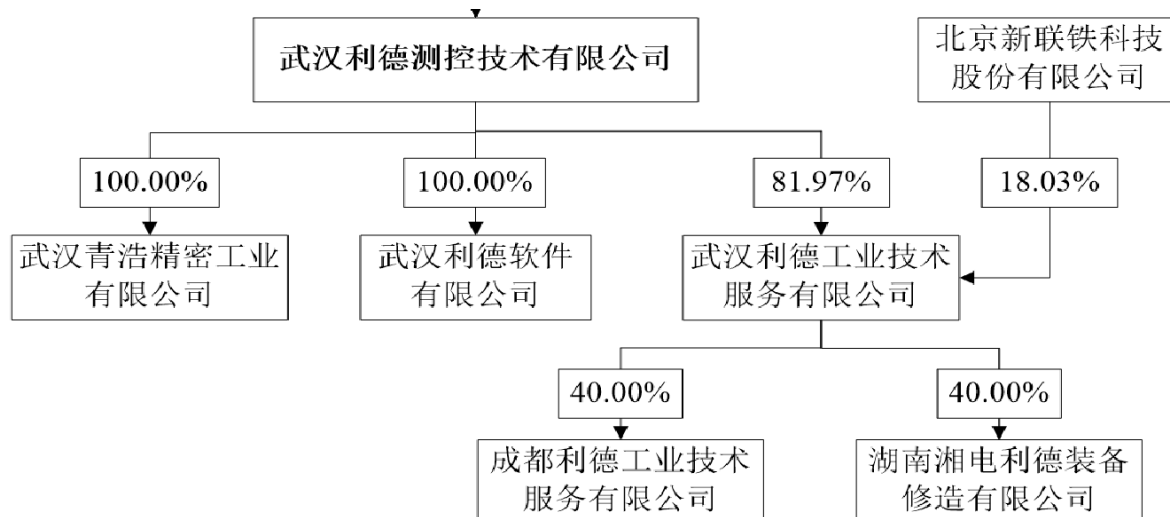 武汉利德测控技术有限公司
北京新联铁科技
股份有限公司
100.00%
100.00%
81.97%
18.03%
武汉青浩精密工业
有限公司
武汉利德软件
有限公司
武汉利德工业技术
服务有限公司
40.00%
40.00%
成都利德工业技术
服务有限公司
湖南湘电利德装备
修造有限公司